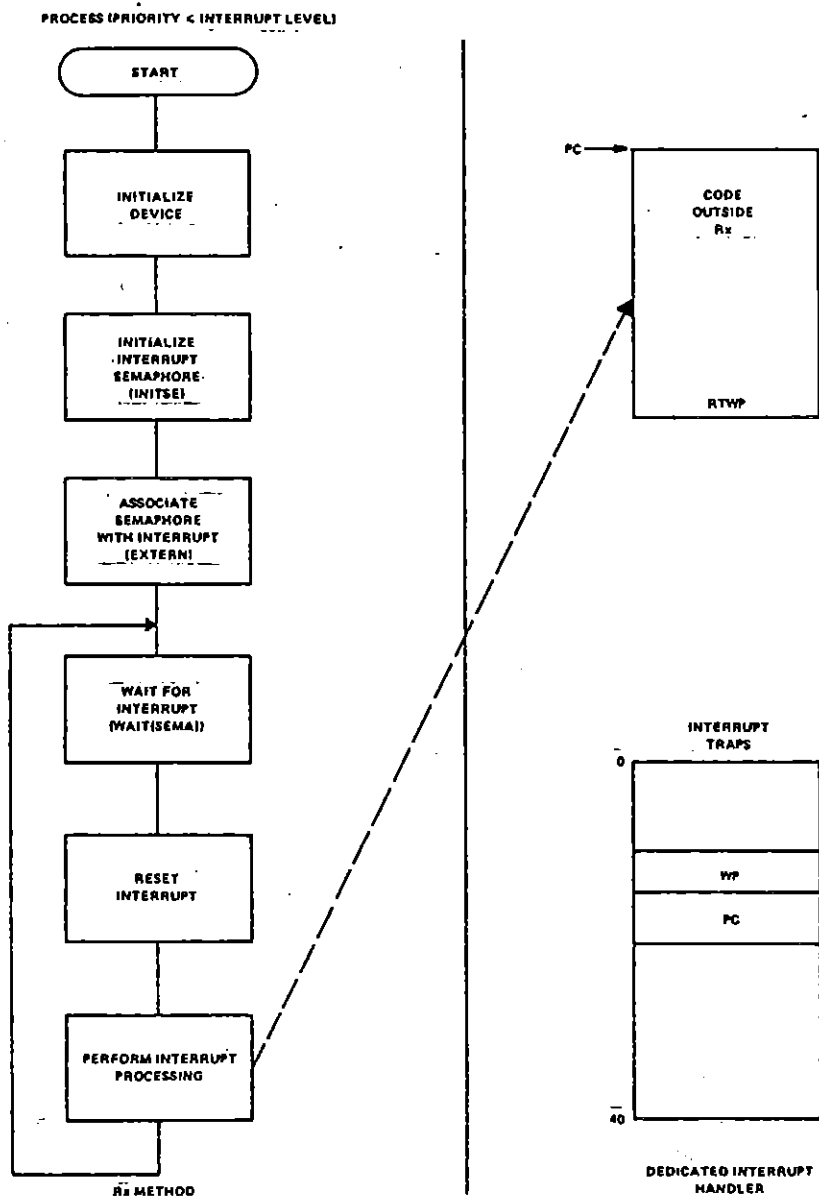 PROCESS (PRIORITY < INTERRUPT LEVEL)
START
INITIALIZE
DEVICE
INITIALIZE
INTERRUPT
SEMAPHORE
(INITSE)
ASSOCIATE
SEMAPHORE
WITH INTERRUPT
(EXTERN)
WAIT FOR
INTERRUPT
(WAIT(SEMA))
RESET
INTERRUPT
PERFORM INTERRUPT
PROCESSING
Rx METHOD
PC
CODE
OUTSIDE
Rx
RTWP
INTERRUPT
TRAPS
0
WP
PC
40
DEDICATED INTERRUPT
HANDLER